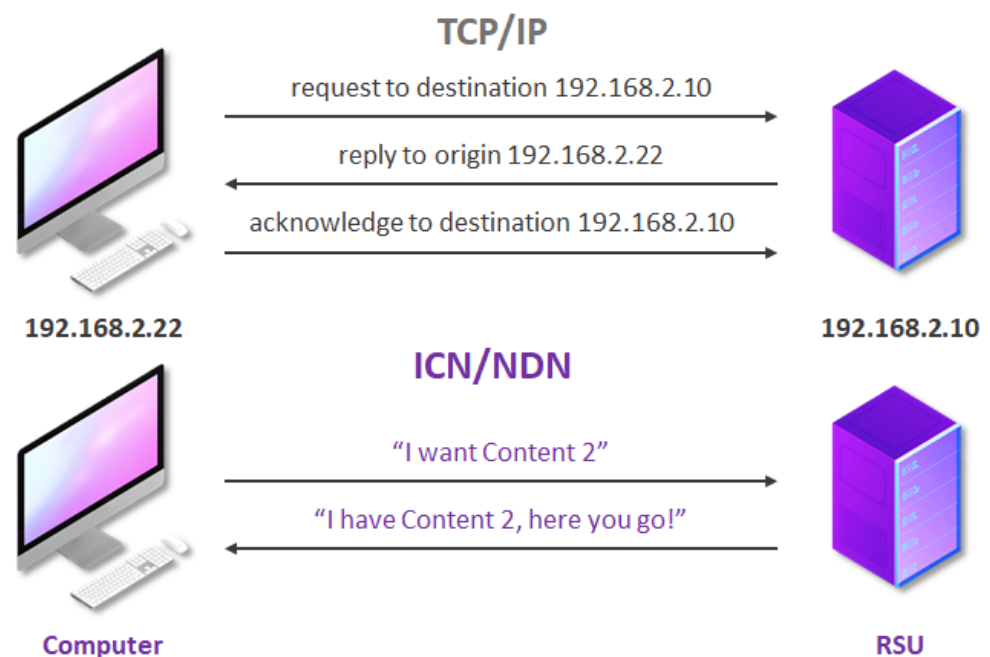 TCP/IP
request to destination 192.168.2.10
reply to origin 192.168.2.22
acknowledge to destination 192.168.2.10
192.168.2.22
192.168.2.10
ICN/NDN
“I want Content 2”
“I have Content 2, here you go!”
Computer
RSU